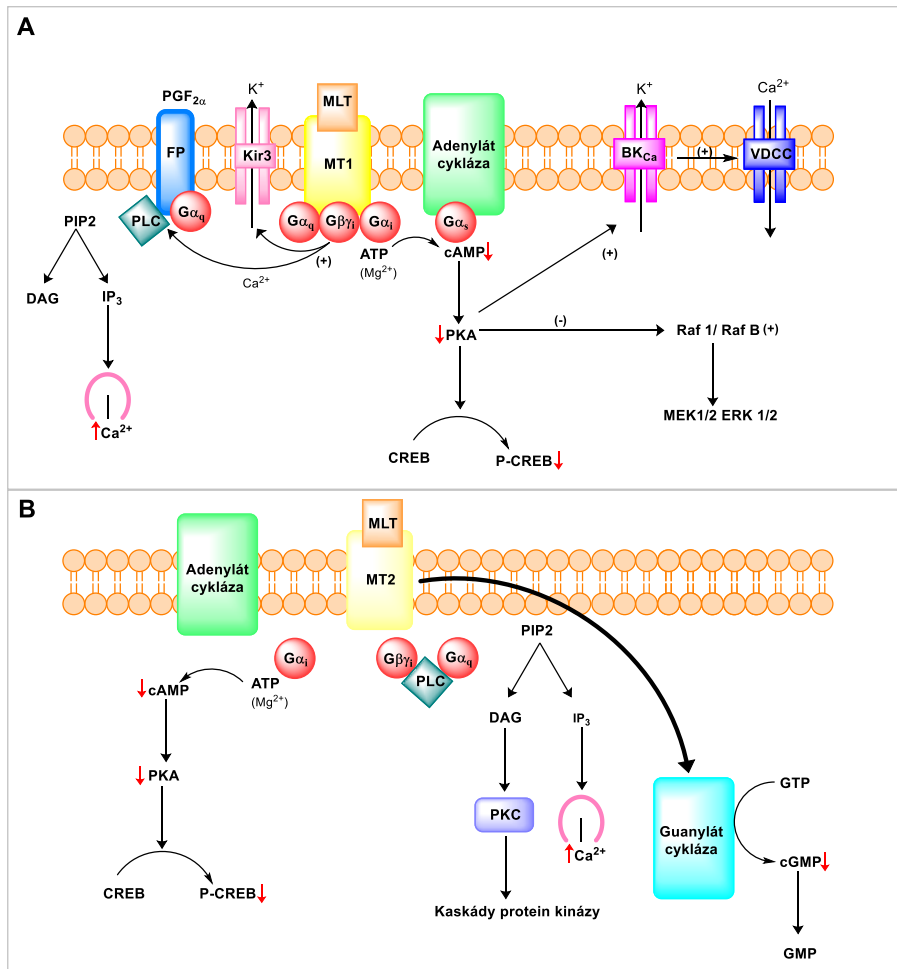 A
PGF2α
K⁺
MLT
K⁺
Ca²⁺
FP
Kir3
MT1
Adenylát
cykláza
BKCa
(+)
VDCC
PLC
Gαq
Gαq
Gβγi
Gαi
Gαs
PIP2
Ca²⁺
(+)
ATP
(Mg²⁺)
cAMP
(+)
DAG
IP3
PKA
(-)
Raf 1/ Raf B (+)
Ca²⁺
MEK1/2 ERK 1/2
CREB
P-CREB
B
MLT
Adenylát
cykláza
MT2
PIP2
Gαi
Gβγi
Gαq
PLC
cAMP
ATP
(Mg²⁺)
DAG
IP3
PKA
GTP
PKC
Guanylát
cykláza
Ca²⁺
cGMP
CREB
P-CREB
Kaskády protein kinázy
GMP